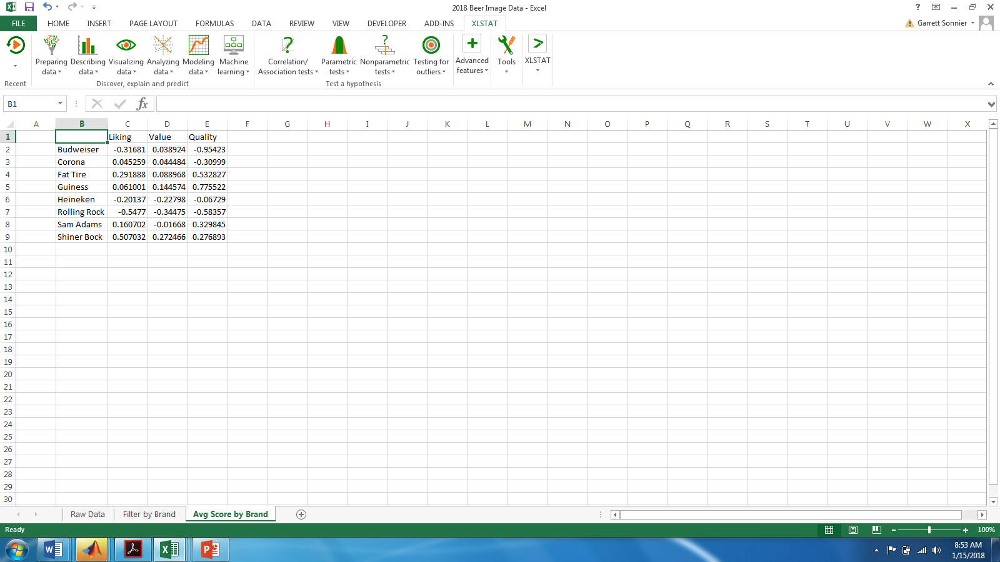 2018 Beer Image Data - Excel
?
FILE HOME INSERT PAGE LAYOUT FORMULAS DATA REVIEW VIEW DEVELOPER ADD-INS XLSTAT Garrett Sonnier
Preparing data Describing data Visualizing data Analyzing data Modeling data Machine learning Correlation/ Association tests Parametric tests Nonparametric tests Testing for outliers Advanced features Tools XLSTAT
Recent Discover, explain and predict Test a hypothesis
B1 fx
A B C D E F G H I J K L M N O P Q R S T U V W X
1 Liking Value Quality
2 Budweiser -0.31681 0.038924 -0.95423
3 Corona 0.045259 0.044484 -0.30999
4 Fat Tire 0.291888 0.088968 0.532827
5 Guiness 0.061001 0.144574 0.775522
6 Heineken -0.20137 -0.22798 -0.06729
7 Rolling Rock -0.5477 -0.34475 -0.58357
8 Sam Adams 0.160702 -0.01668 0.329845
9 Shiner Bock 0.507032 0.272466 0.276893
10
11
12
13
14
15
16
17
18
19
20
21
22
23
24
25
26
27
28
29
30
Raw Data Filter by Brand Avg Score by Brand
Ready 100%
8:53 AM
1/15/2018